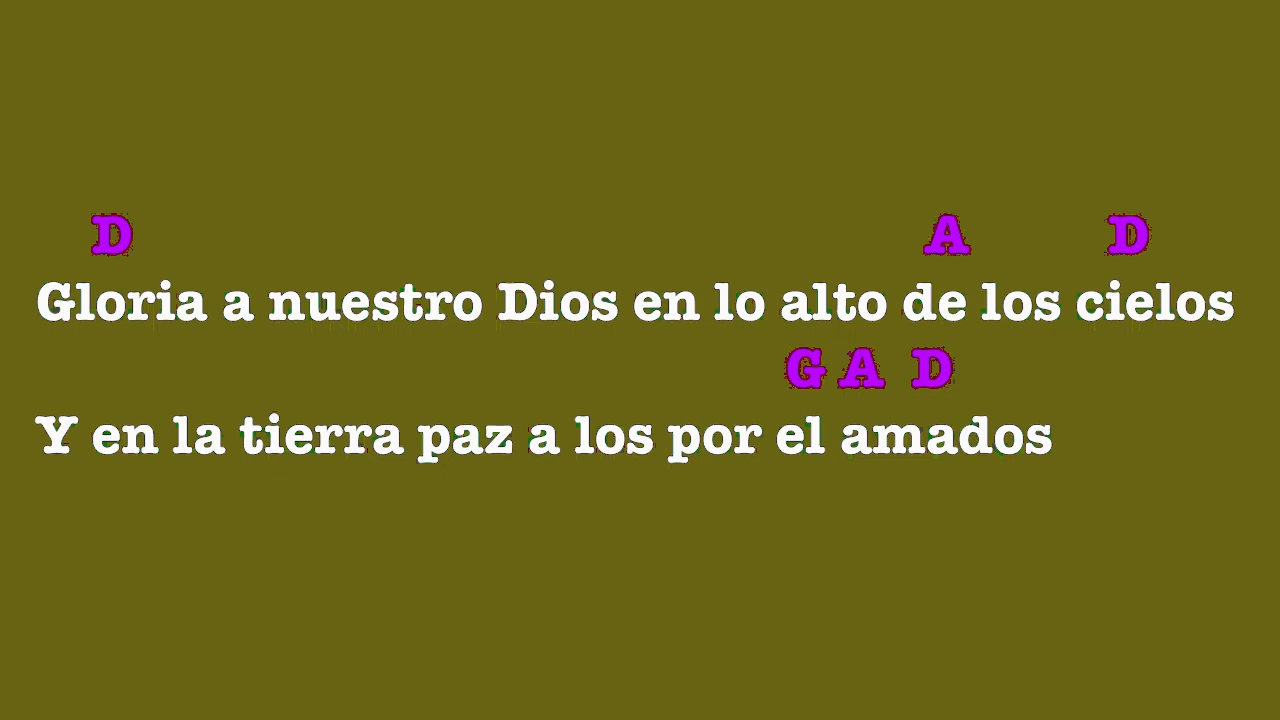 D A D
Gloria a nuestro Dios en lo alto de los cielos
G A D
Y en la tierra paz a los por el amados